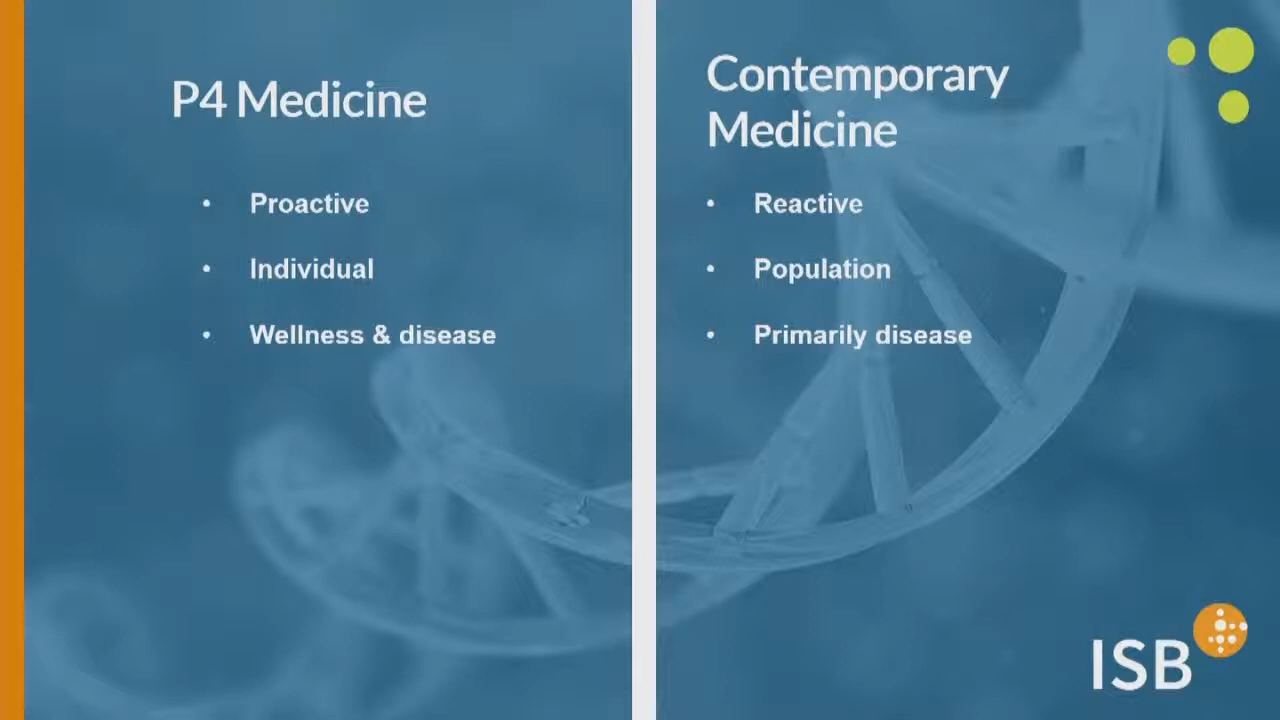 P4 Medicine
• Proactive
• Individual
• Wellness & disease
Contemporary
Medicine
• Reactive
• Population
• Primarily disease
ISB